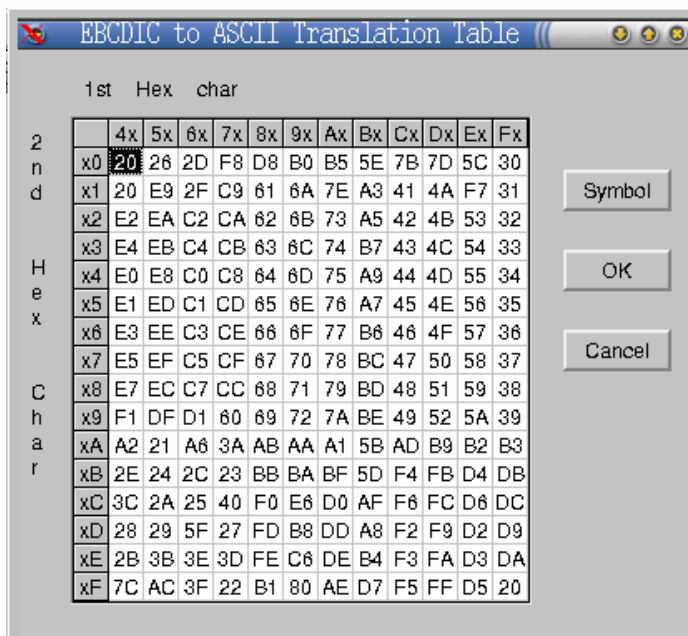 EBCDIC to ASCII Translation Table
1st Hex char
2nd Hex Char
4x 5x 6x 7x 8x 9x Ax Bx Cx Dx Ex Fx
x0 20 26 2D F8 D8 B0 B5 5E 7B 7D 5C 30
x1 20 E9 2F C9 61 6A 7E A3 41 4A F7 31
x2 E2 EA C2 CA 62 6B 73 A5 42 4B 53 32
x3 E4 EB C4 CB 63 6C 74 B7 43 4C 54 33
x4 E0 E8 C0 C8 64 6D 75 A9 44 4D 55 34
x5 E1 ED C1 CD 65 6E 76 A7 45 4E 56 35
x6 E3 EE C3 CE 66 6F 77 B6 46 4F 57 36
x7 E5 EF C5 CF 67 70 78 BC 47 50 58 37
x8 E7 EC C7 CC 68 71 79 BD 48 51 59 38
x9 F1 DF D1 60 69 72 7A BE 49 52 5A 39
xA A2 21 A6 3A AB AA A1 5B AD B9 B2 B3
xB 2E 24 2C 23 BB BA BF 5D F4 FB D4 DB
xC 3C 2A 25 40 F0 E6 D0 AF F6 FC D6 DC
xD 28 29 5F 27 FD B8 DD A8 F2 F9 D2 D9
xE 2B 3B 3E 3D FE C6 DE B4 F3 FA D3 DA
xF 7C AC 3F 22 B1 80 AE D7 F5 FF D5 20
Symbol
OK
Cancel